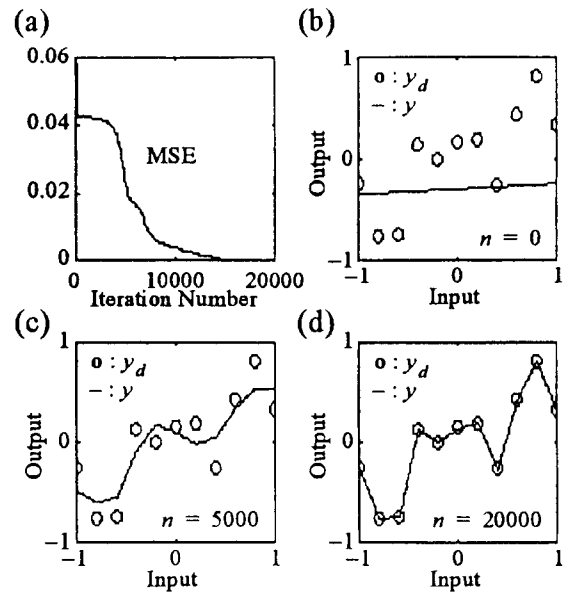 (a)
0.06
0.04
0.02
0
MSE
0 10000 20000
Iteration Number
(b)
1
0
−1
Output
o : y_d
− : y
n = 0
−1 0 1
Input
(c)
1
0
−1
Output
o : y_d
− : y
n = 5000
−1 0 1
Input
(d)
1
0
−1
Output
o : y_d
− : y
n = 20000
−1 0 1
Input